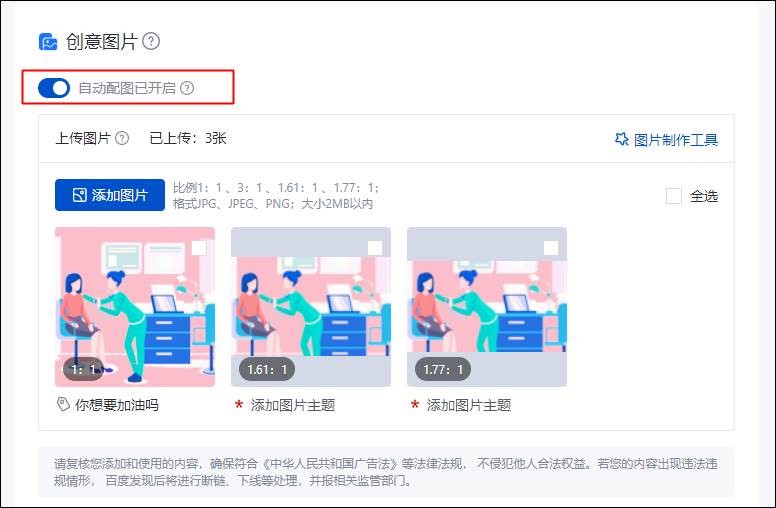 创意图片
自动配图已开启
上传图片 已上传：3张 图片制作工具
添加图片 比例1：1 、3：1 、1.61：1 、1.77：1； 全选
格式JPG、JPEG、PNG；大小2MB以内
1：1 1.61：1 1.77：1
你想要加油吗 * 添加图片主题 * 添加图片主题
请复核您添加和使用的内容，确保符合《中华人民共和国广告法》等法律法规， 不侵犯他人合法权益。若您的内容出现违法违
规情形， 百度发现后将进行断链、下线等处理，并报相关监管部门。